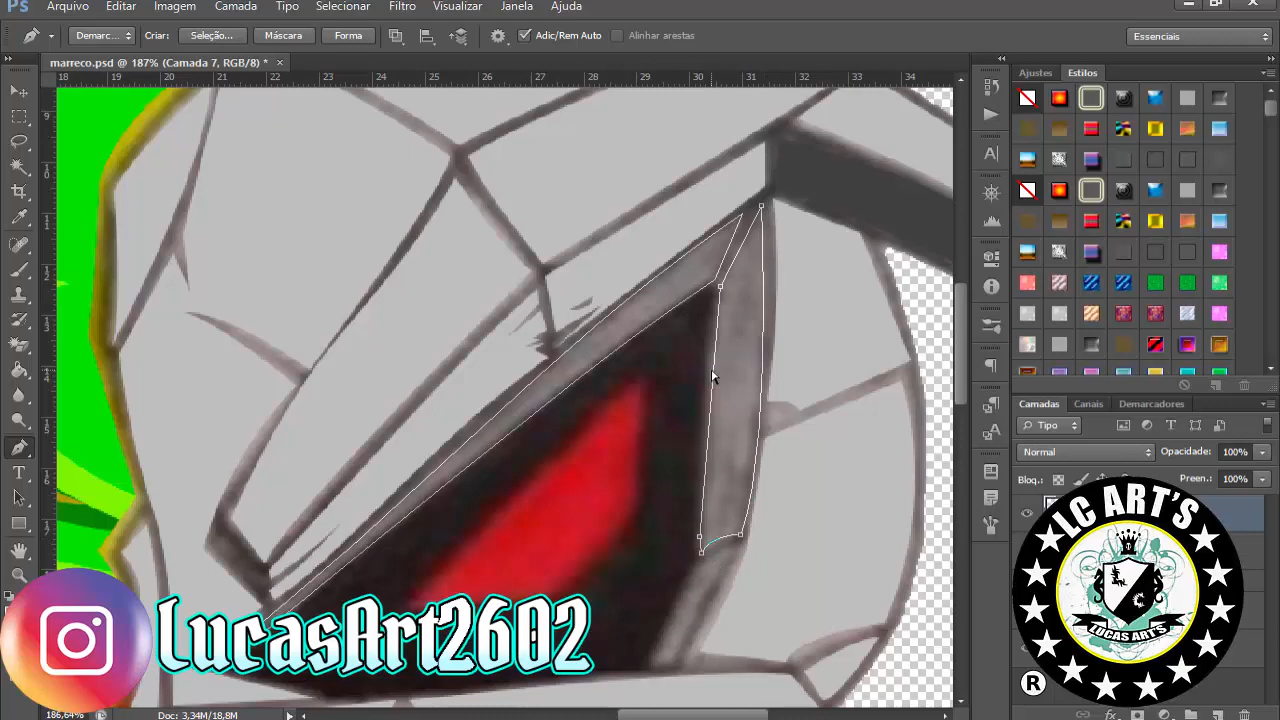 Ps Arquivo Editar Imagem Camada Tipo Selecionar Filtro Visualizar Janela Ajuda
Demarc... Criar: Seleção... Máscara Forma Adic/Rem Auto Alinhar arestas Essenciais
marreco.psd @ 187% (Camada 7, RGB/8) * ×
18 19 20 21 22 23 24 25 26 27 28 29 30 31 32 33 34
Ajustes Estilos
Camadas Canais Demarcadores
Tipo
Normal Opacidade: 100%
Bloq.: Preen.: 100%
LC ART'S
LUCAS ART'S
®
LucasArt2602
186,64% Doc: 3,34M/18,8M
fx